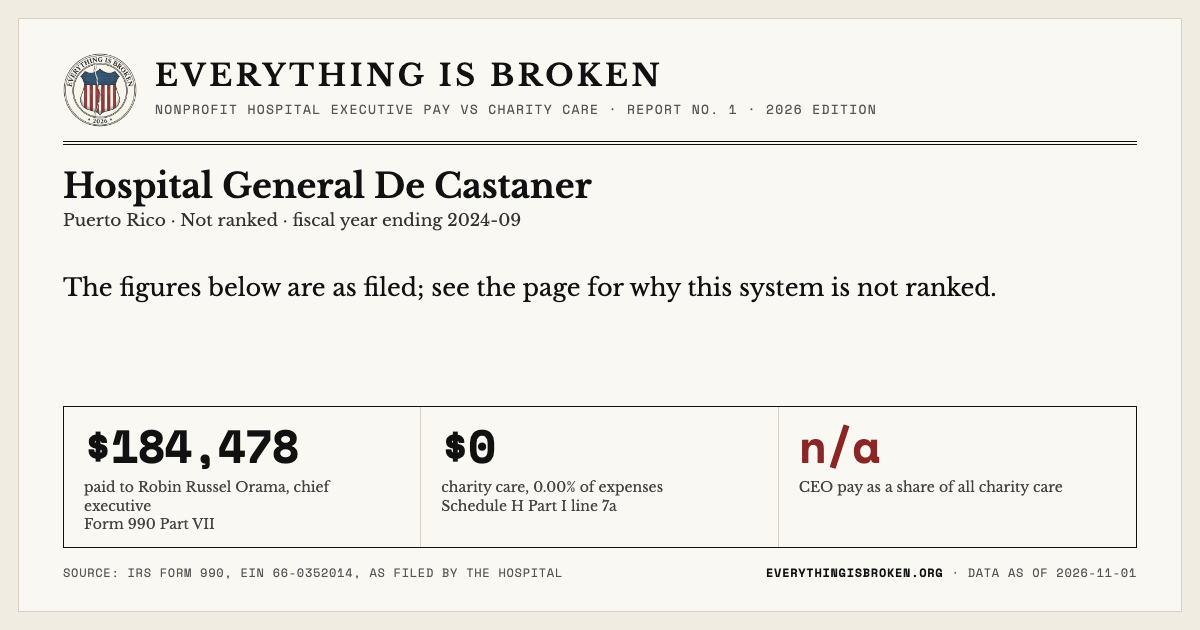 EVERYTHING IS BROKEN
· 2026 ·
EVERYTHING IS BROKEN
NONPROFIT HOSPITAL EXECUTIVE PAY VS CHARITY CARE · REPORT NO. 1 · 2026 EDITION
Hospital General De Castaner
Puerto Rico · Not ranked · fiscal year ending 2024-09
The figures below are as filed; see the page for why this system is not ranked.
$184,478
paid to Robin Russel Orama, chief
executive
Form 990 Part VII
$0
charity care, 0.00% of expenses
Schedule H Part I line 7a
n/a
CEO pay as a share of all charity care
SOURCE: IRS FORM 990, EIN 66-0352014, AS FILED BY THE HOSPITAL
EVERYTHINGISBROKEN.ORG · DATA AS OF 2026-11-01